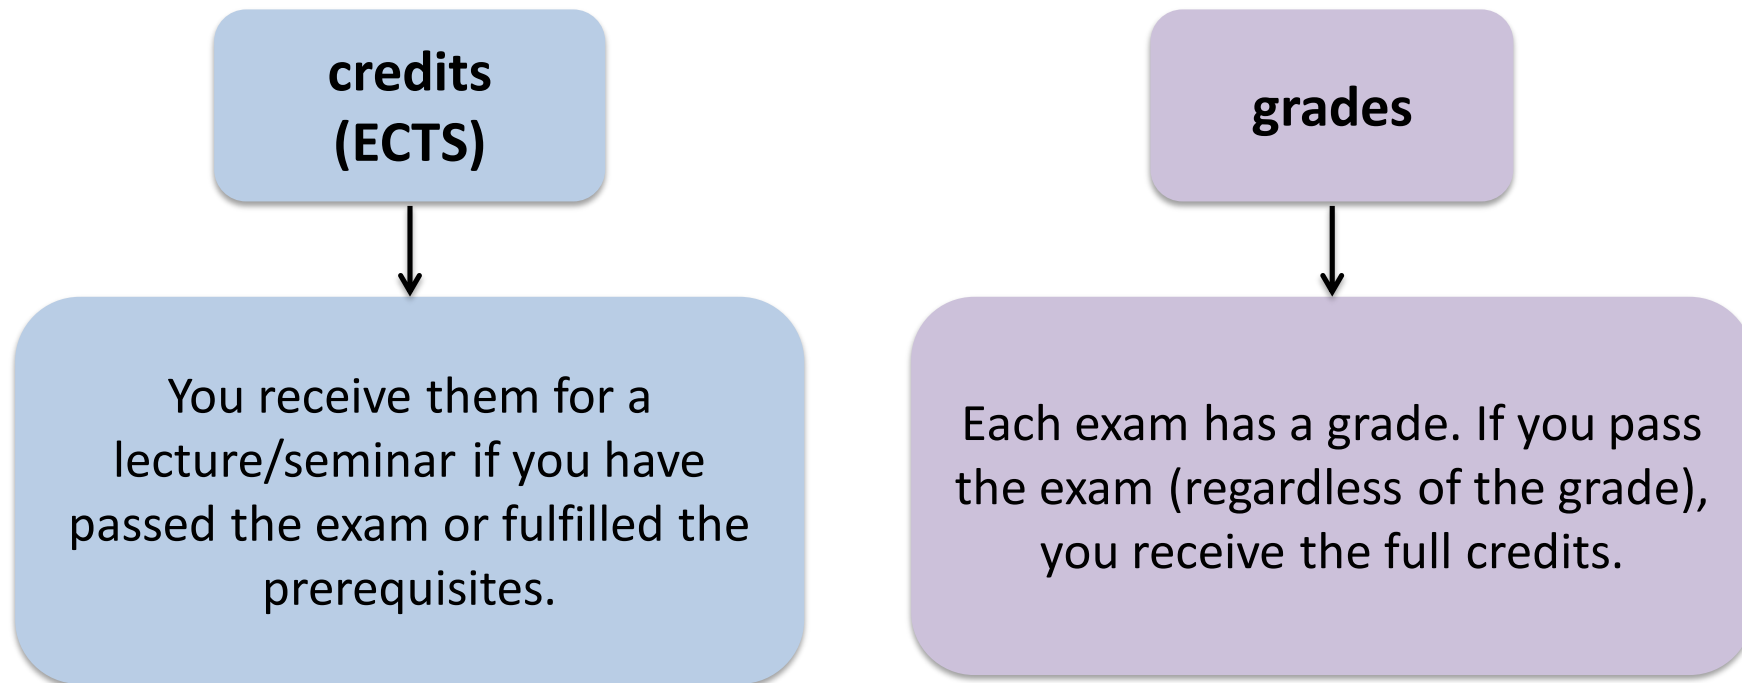 credits
(ECTS)
You receive them for a
lecture/seminar if you have
passed the exam or fulfilled the
prerequisites.
grades
Each exam has a grade. If you pass
the exam (regardless of the grade),
you receive the full credits.